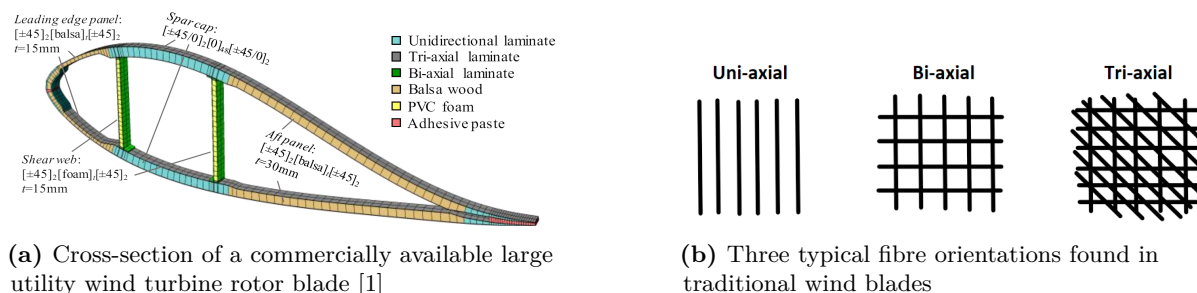 Leading edge panel:
[±45]₂[balsa]ₜ[±45]₂
t=15mm
Spar cap:
[±45/0]₂[0]₄₈[±45/0]₂
Shear web:
[±45]₂[foam]ₜ[±45]₂
t=15mm
Aft panel:
[±45]₂[balsa]ₜ[±45]₂
t=30mm
Unidirectional laminate
Tri-axial laminate
Bi-axial laminate
Balsa wood
PVC foam
Adhesive paste
(a) Cross-section of a commercially available large
utility wind turbine rotor blade [1]
Uni-axial
Bi-axial
Tri-axial
(b) Three typical fibre orientations found in
traditional wind blades